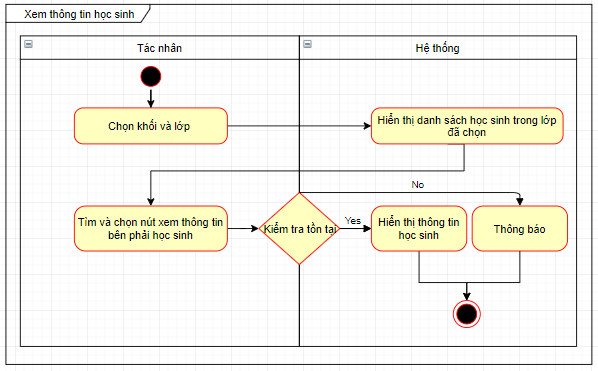 Xem thông tin học sinh
Tác nhân
Hệ thống
Chọn khối và lớp
Hiển thị danh sách học sinh trong lớp
đã chọn
No
Tìm và chọn nút xem thông tin
bên phải học sinh
Kiểm tra tồn tại
Yes
Hiển thị thông tin
học sinh
Thông báo